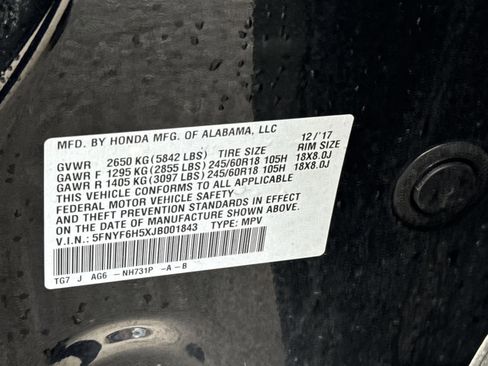 MFD. BY HONDA MFG. OF ALABAMA, LLC 12/'17
GVWR 2650 KG (5842 LBS) TIRE SIZE RIM SIZE
GAWR F 1295 KG (2855 LBS) 245/60R18 105H 18X8.0J
GAWR R 1405 KG (3097 LBS) 245/60R18 105H 18X8.0J
THIS VEHICLE CONFORMS TO ALL APPLICABLE
FEDERAL MOTOR VEHICLE SAFETY
AND THEFT PREVENTION STANDARDS IN EFFECT
ON THE DATE OF MANUFACTURE SHOWN ABOVE.
V.I.N.: 5FNYF6H5XJB001843 TYPE: MPV
TG7 J AG6 -NH731P -A-B